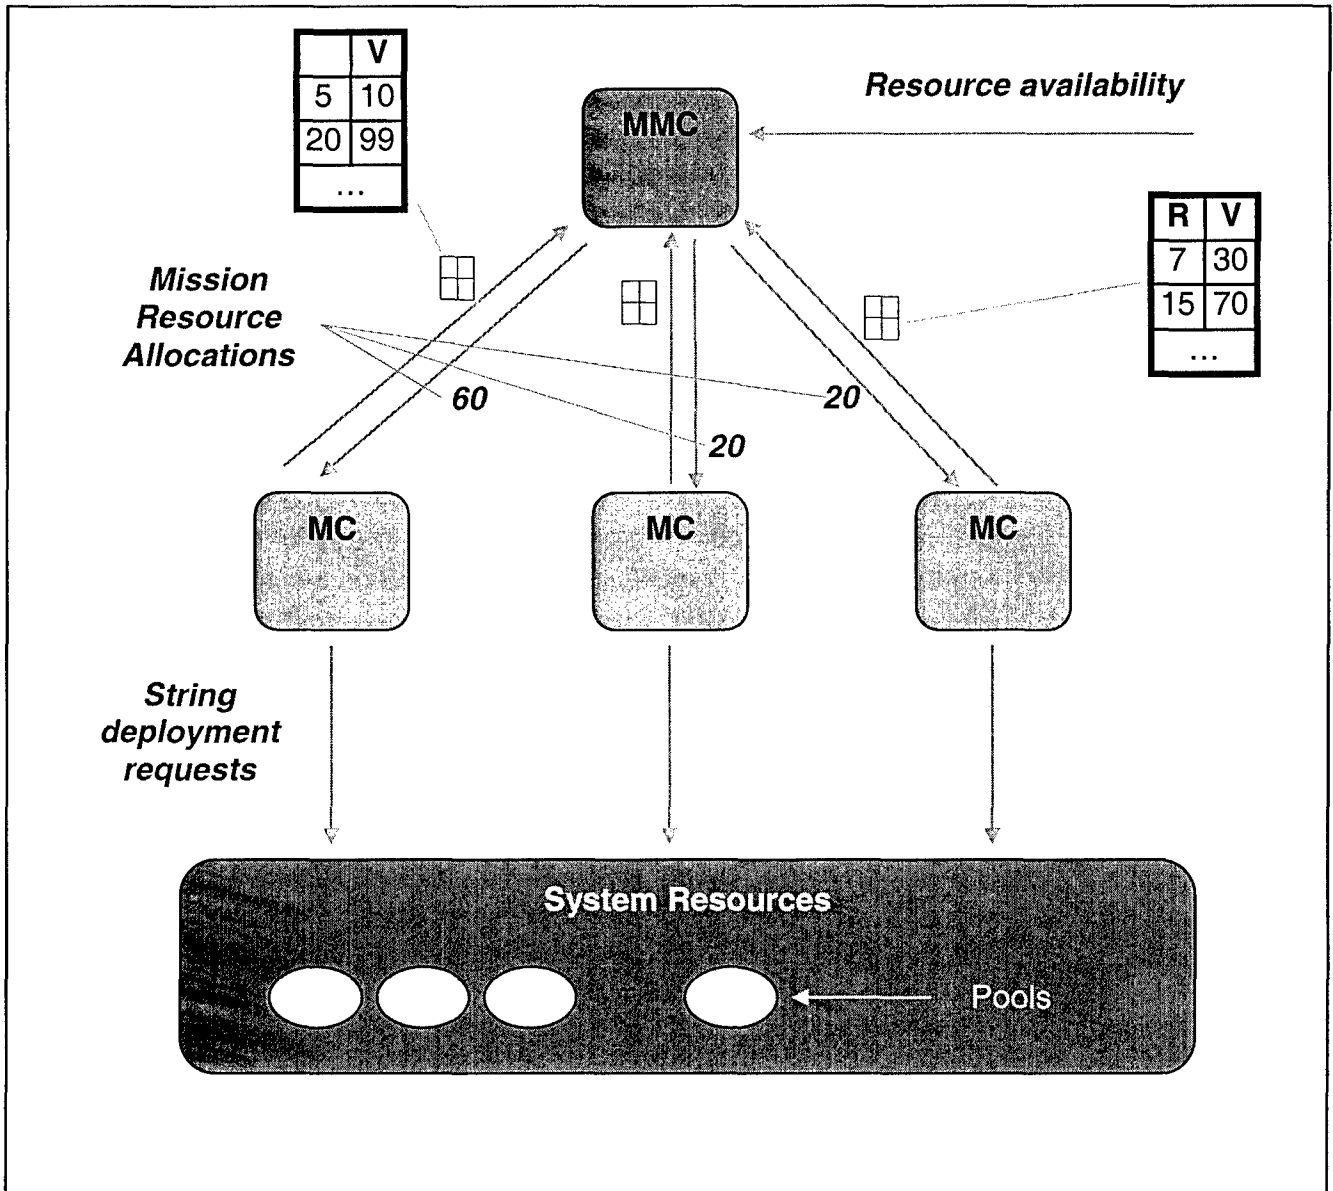 V
5 10
20 99
...
MMC
Resource availability
R V
7 30
15 70
...
Mission
Resource
Allocations
60
20
20
MC
MC
MC
String
deployment
requests
System Resources
Pools